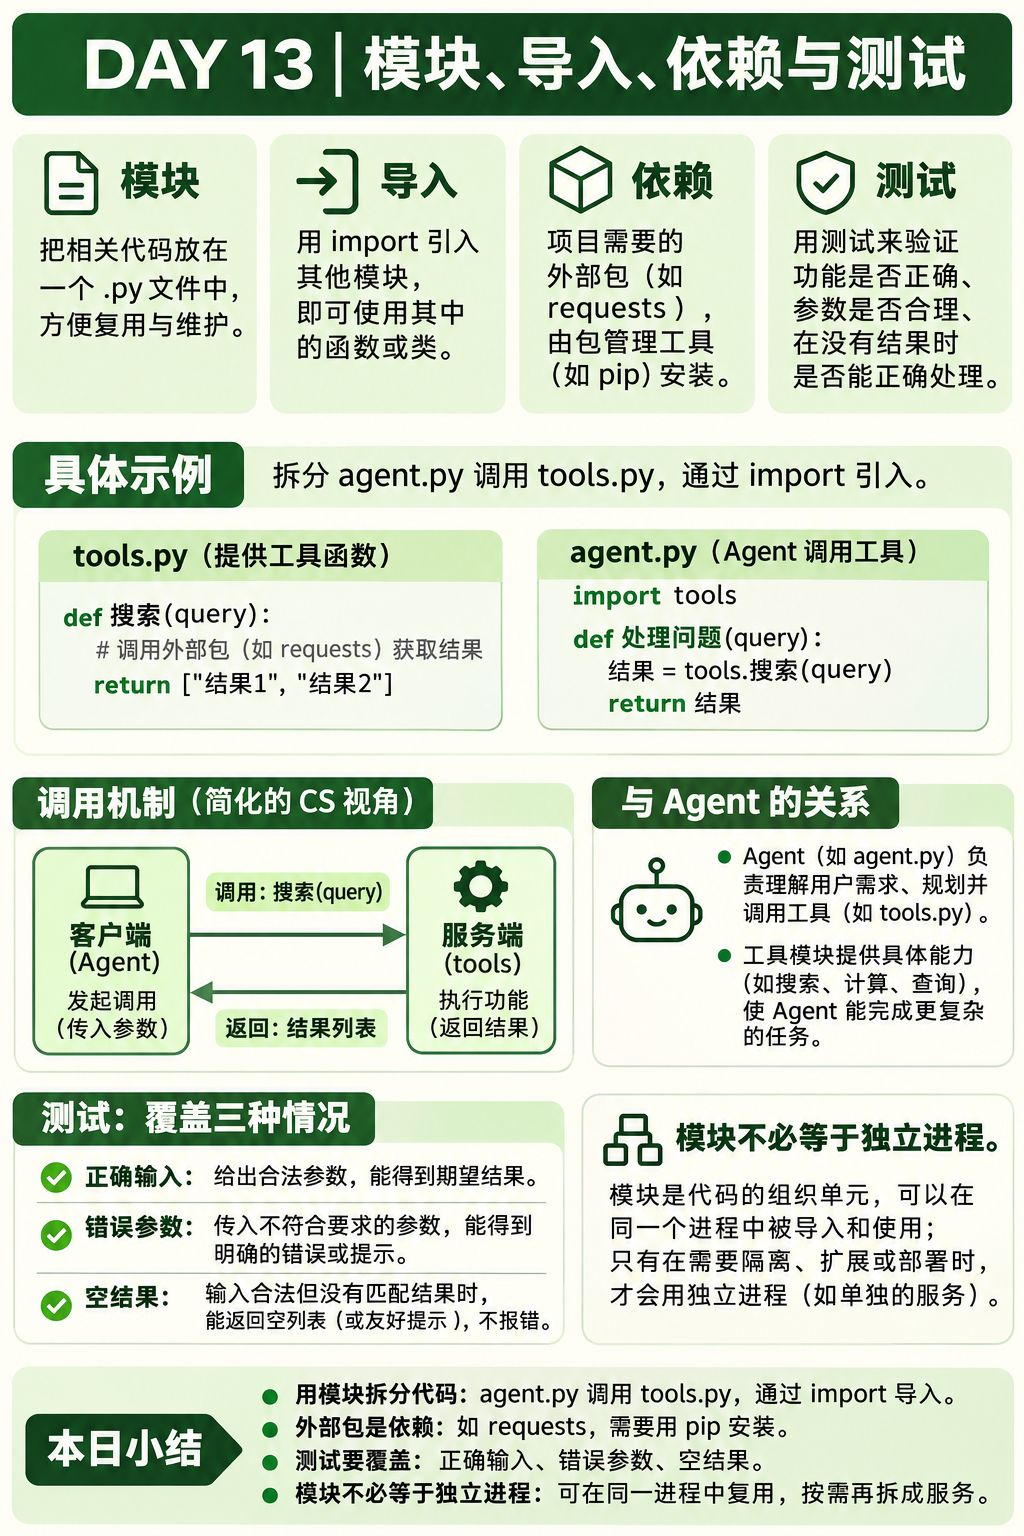 DAY 13 | 模块、导入、依赖与测试
模块
把相关代码放在
一个 .py 文件中，
方便复用与维护。
导入
用 import 引入
其他模块，
即可使用其中
的函数或类。
依赖
项目需要的
外部包（如
requests ），
由包管理工具
（如 pip）安装。
测试
用测试来验证
功能是否正确、
参数是否合理、
在没有结果时
是否能正确处理。
具体示例
拆分 agent.py 调用 tools.py，通过 import 引入。
tools.py（提供工具函数）
def 搜索(query)：
# 调用外部包（如 requests）获取结果
return ["结果1", "结果2"]
agent.py（Agent 调用工具）
import tools
def 处理问题(query)：
结果 = tools.搜索(query)
return 结果
调用机制（简化的 CS 视角）
客户端
（Agent）
发起调用
（传入参数）
调用：搜索(query)
返回：结果列表
服务端
（tools）
执行功能
（返回结果）
与 Agent 的关系
Agent（如 agent.py）负
责理解用户需求、规划并
调用工具（如 tools.py）。
工具模块提供具体能力
（如搜索、计算、查询），
使 Agent 能完成更复杂
的任务。
测试：覆盖三种情况
正确输入：给出合法参数，能得到期望结果。
错误参数：传入不符合要求的参数，能得到
明确的错误或提示。
空结果：输入合法但没有匹配结果时，
能返回空列表（或友好提示 ），不报错。
模块不必等于独立进程。
模块是代码的组织单元，可以在
同一个进程中被导入和使用；
只有在需要隔离、扩展或部署时，
才会用独立进程（如单独的服务）。
本日小结
用模块拆分代码：agent.py 调用 tools.py，通过 import 导入。
外部包是依赖：如 requests，需要用 pip 安装。
测试要覆盖：正确输入、错误参数、空结果。
模块不必等于独立进程：可在同一进程中复用，按需再拆成服务。